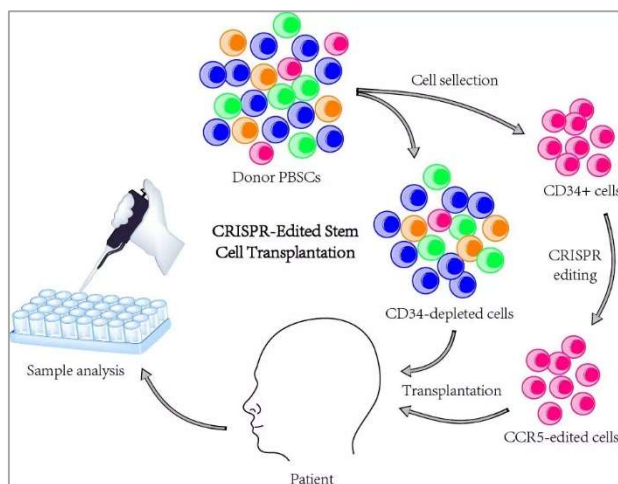 Cell sellection
Donor PBSCs
CD34+ cells
CRISPR-Edited Stem
Cell Transplantation
CRISPR
editing
CD34-depleted cells
Sample analysis
Transplantation
CCR5-edited cells
Patient